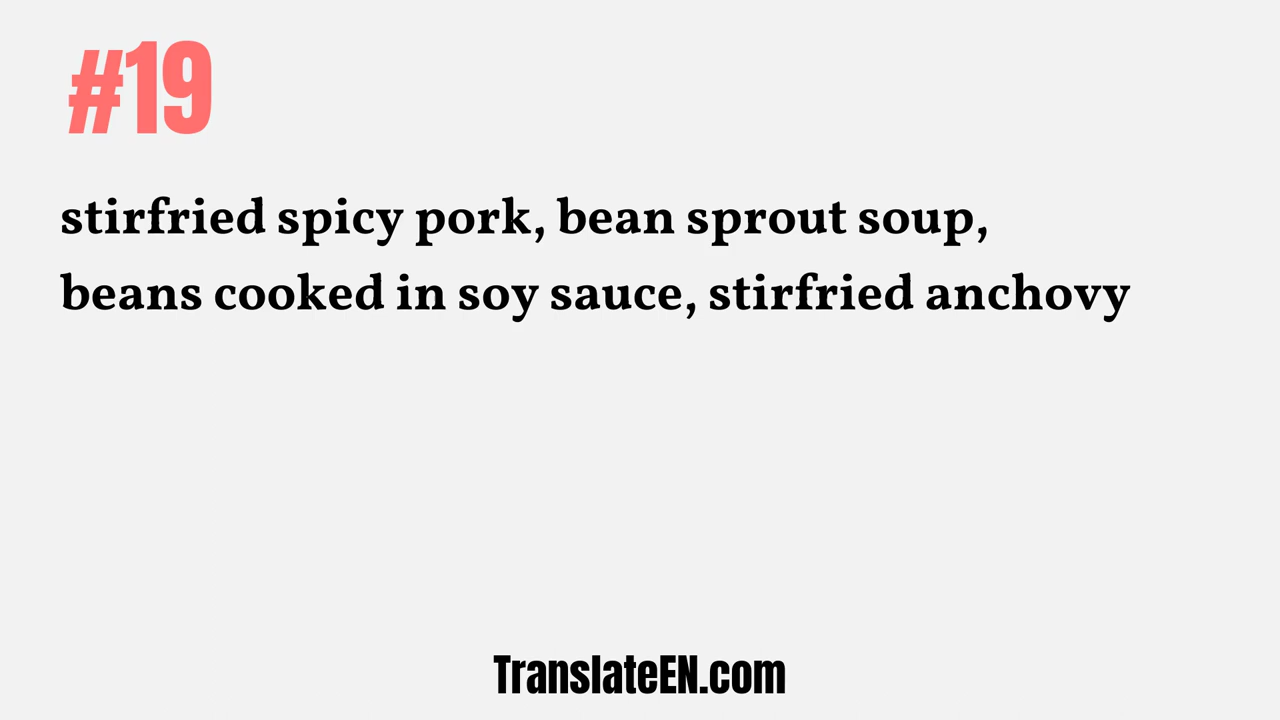 #19
stirfried spicy pork, bean sprout soup,
beans cooked in soy sauce, stirfried anchovy
TranslateEN.com